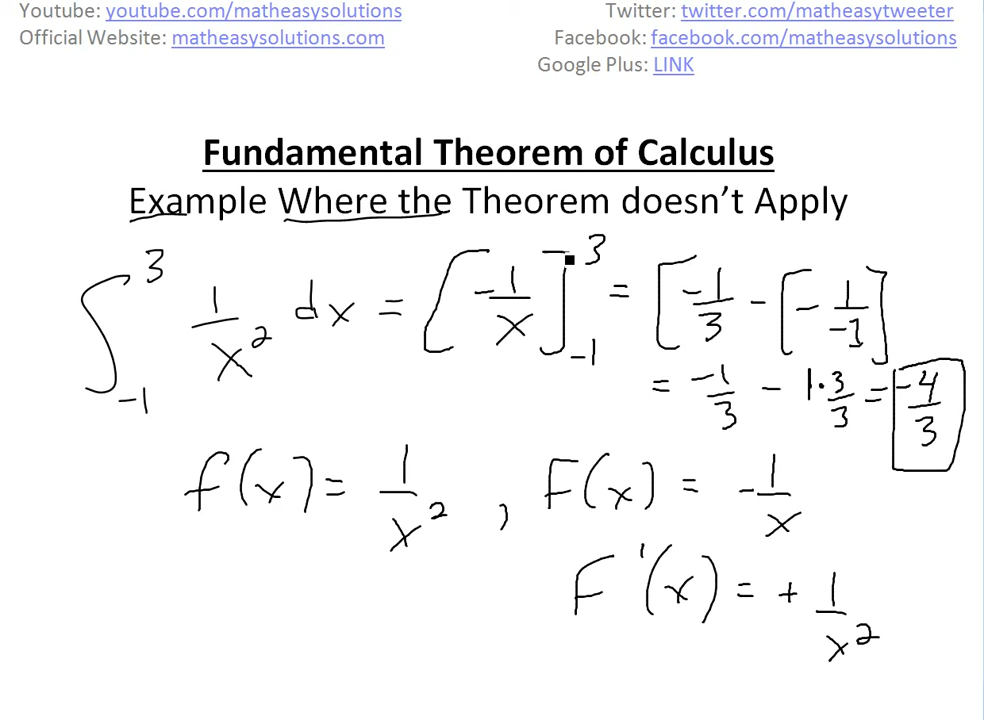 Youtube: youtube.com/matheasysolutions Twitter: twitter.com/matheasytweeter
Official Website: matheasysolutions.com Facebook: facebook.com/matheasysolutions
Google Plus: LINK
Fundamental Theorem of Calculus
Example Where the Theorem doesn’t Apply
∫_{-1}^{3} 1/x² dx = [-1/x]_{-1}^{3} = [-1/3 - [-1/-1]
= -1/3 - 1·3/3 = -4/3
f(x) = 1/x² , F(x) = -1/x
F'(x) = + 1/x²